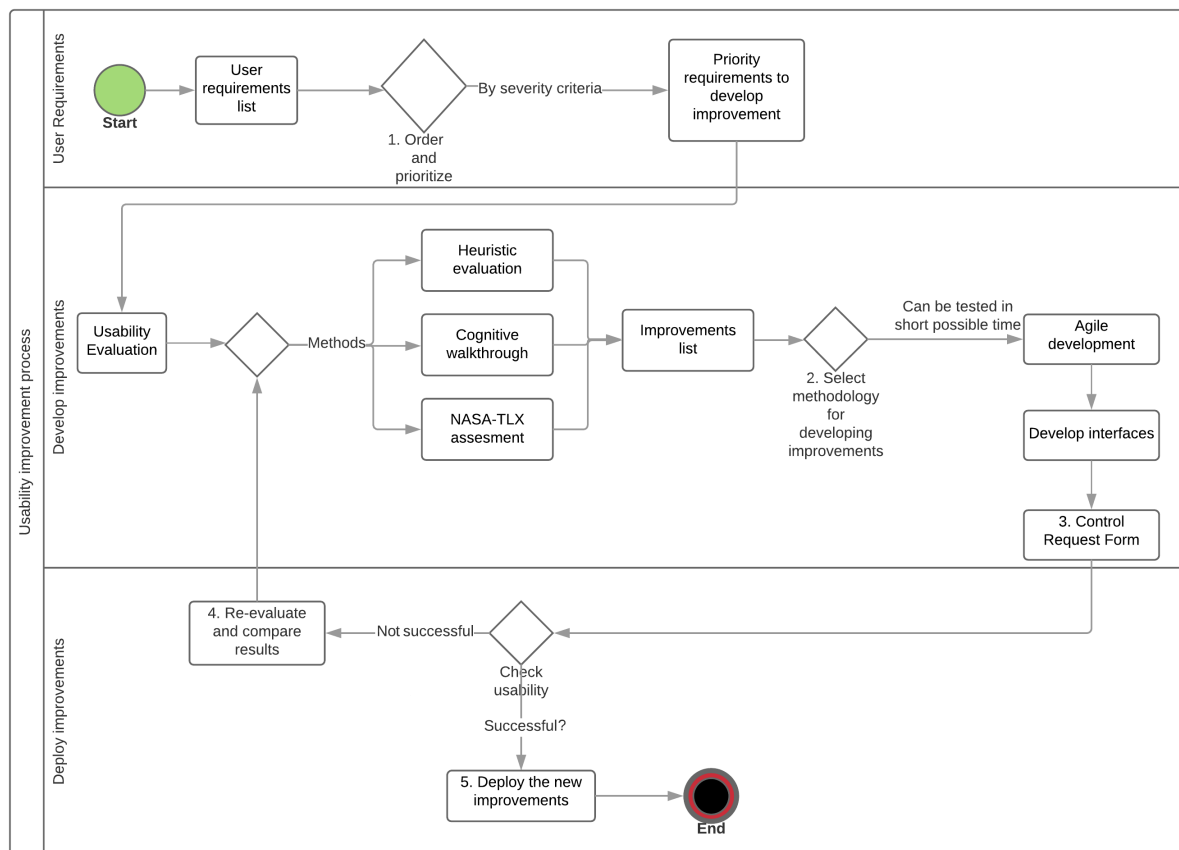 Usability improvement process
User Requirements
Start
User
requirements
list
1. Order
and
prioritize
By severity criteria
Priority
requirements to
develop
improvement
Develop improvements
Usability
Evaluation
Methods
Heuristic
evaluation
Cognitive
walkthrough
NASA-TLX
assesment
Improvements
list
2. Select
methodology
for
developing
improvements
Can be tested in
short possible time
Agile
development
Develop interfaces
3. Control
Request Form
Deploy improvements
4. Re-evaluate
and compare
results
Not successful
Check
usability
Successful?
5. Deploy the new
improvements
End